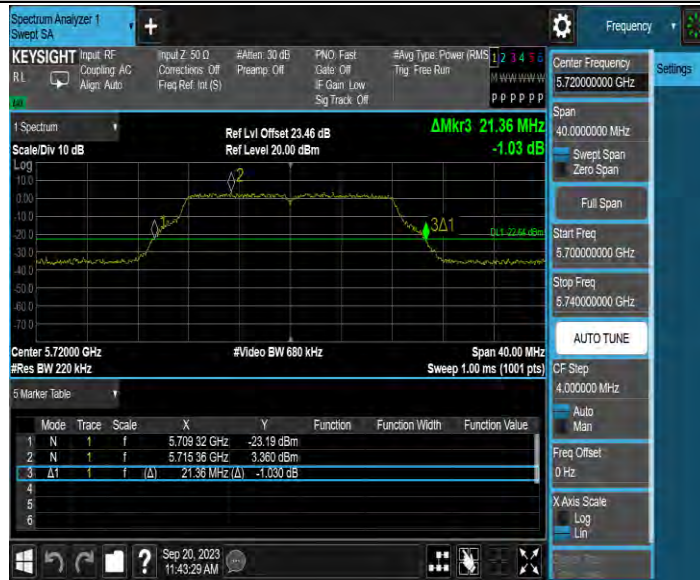 Spectrum Analyzer 1
Swept SA
+
Frequency
KEYSIGHT
RL
Input: RF
Coupling: AC
Align: Auto
Input Z: 50 Ω
Corrections: Off
Freq Ref: Int (S)
#Atten: 30 dB
Preamp: Off
PNO: Fast
Gate: Off
IF Gain: Low
Sig Track: Off
#Avg Type: Power (RMS
Trig: Free Run
1 2 3 4 5 6
M W W W W W
P P P P P P
Center Frequency
5.720000000 GHz
Settings
Span
40.0000000 MHz
Swept Span
Zero Span
Full Span
Start Freq
5.700000000 GHz
Stop Freq
5.740000000 GHz
AUTO TUNE
CF Step
4.000000 MHz
Auto
Man
Freq Offset
0 Hz
X Axis Scale
Log
Lin
1 Spectrum
Scale/Div 10 dB
Ref Lvl Offset 23.46 dB
Ref Level 20.00 dBm
ΔMkr3 21.36 MHz
-1.03 dB
Log
10.0
0.00
-10.0
-20.0
-30.0
-40.0
-50.0
-60.0
-70.0
1
2
3Δ1
DL1 -22.64 dBm
Center 5.72000 GHz
#Res BW 220 kHz
#Video BW 680 kHz
Span 40.00 MHz
Sweep 1.00 ms (1001 pts)
5 Marker Table
Mode Trace Scale X Y Function Function Width Function Value
1 N 1 f 5.709 32 GHz -23.19 dBm
2 N 1 f 5.715 36 GHz 3.360 dBm
3 Δ1 1 f (Δ) 21.36 MHz (Δ) -1.030 dB
4
5
6
?
Sep 20, 2023
11:43:29 AM